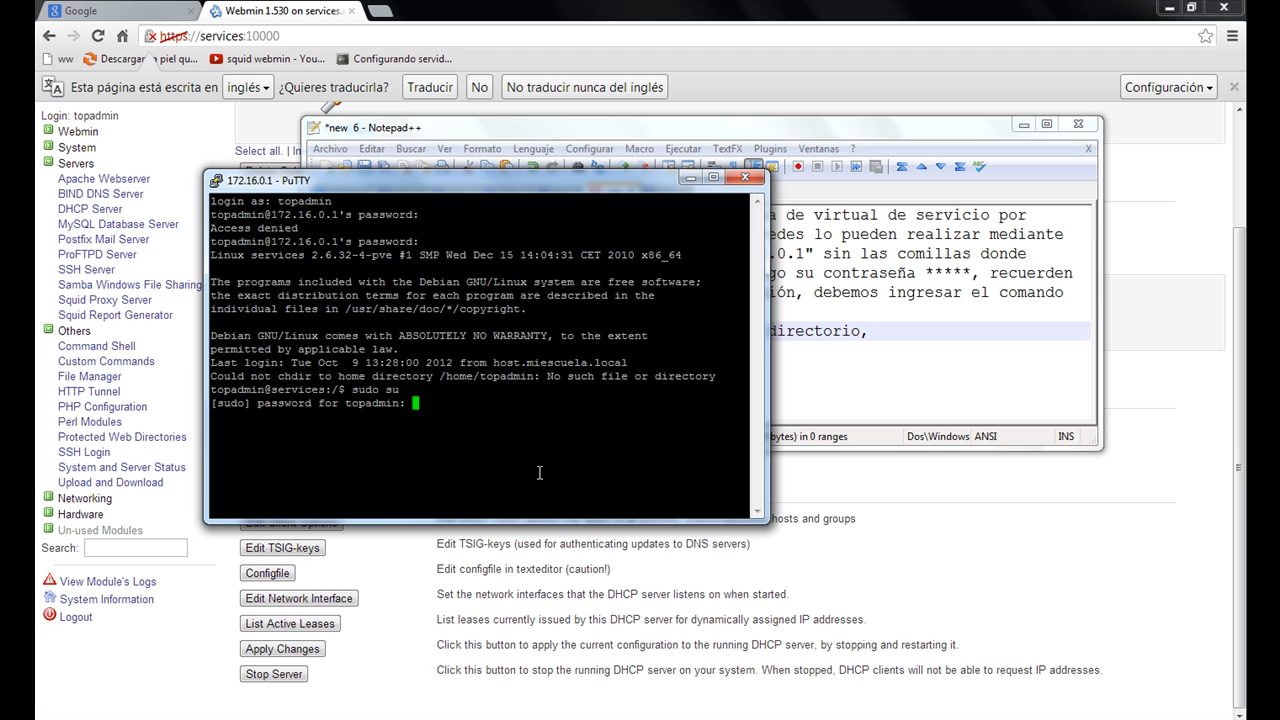 Google
Webmin 1.530 on services.
https://services:10000
ww
Descargar
piel qu...
squid webmin - You...
Configurando servid...
Esta página está escrita en
inglés
¿Quieres traducirla?
Traducir
No
No traducir nunca del inglés
Configuración
Login: topadmin
Webmin
System
Servers
Apache Webserver
BIND DNS Server
DHCP Server
MySQL Database Server
Postfix Mail Server
ProFTPD Server
SSH Server
Samba Windows File Sharing
Squid Proxy Server
Squid Report Generator
Others
Command Shell
Custom Commands
File Manager
HTTP Tunnel
PHP Configuration
Perl Modules
Protected Web Directories
SSH Login
System and Server Status
Upload and Download
Networking
Hardware
Un-used Modules
Search:
View Module's Logs
System Information
Logout
Select all.
*new 6 - Notepad++
Archivo Editar Buscar Ver Formato Lenguaje Configurar Macro Ejecutar TextFX Plugins Ventanas ?
X
a de virtual de servicio por
edes lo pueden realizar mediante
.0.1" sin las comillas donde
go su contraseña *****, recuerden
ión, debemos ingresar el comando
directorio,
bytes) in 0 ranges
Dos\Windows
ANSI
INS
172.16.0.1 - PuTTY
login as: topadmin
topadmin@172.16.0.1's password:
Access denied
topadmin@172.16.0.1's password:
Linux services 2.6.32-4-pve #1 SMP Wed Dec 15 14:04:31 CET 2010 x86_64
The programs included with the Debian GNU/Linux system are free software;
the exact distribution terms for each program are described in the
individual files in /usr/share/doc/*/copyright.
Debian GNU/Linux comes with ABSOLUTELY NO WARRANTY, to the extent
permitted by applicable law.
Last login: Tue Oct  9 13:28:00 2012 from host.miescuela.local
Could not chdir to home directory /home/topadmin: No such file or directory
topadmin@services:/$ sudo su
[sudo] password for topadmin:
hosts and groups
Edit TSIG-keys
Edit TSIG-keys (used for authenticating updates to DNS servers)
Configfile
Edit configfile in texteditor (caution!)
Edit Network Interface
Set the network interfaces that the DHCP server listens on when started.
List Active Leases
List leases currently issued by this DHCP server for dynamically assigned IP addresses.
Apply Changes
Click this button to apply the current configuration to the running DHCP server, by stopping and restarting it.
Stop Server
Click this button to stop the running DHCP server on your system. When stopped, DHCP clients will not be able to request IP addresses.